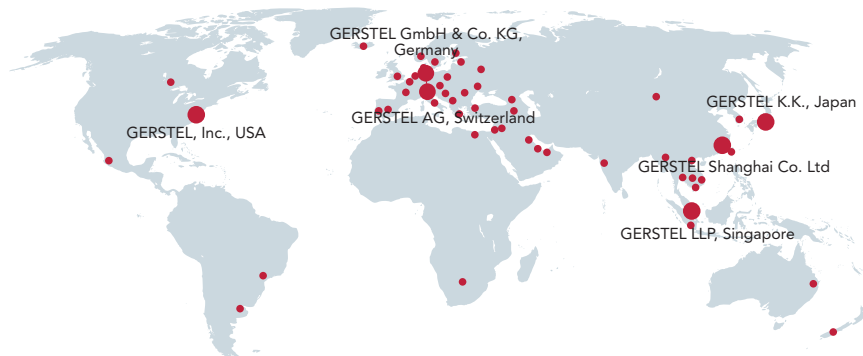 GERSTEL GmbH & Co. KG,
Germany
GERSTEL K.K., Japan
GERSTEL AG, Switzerland
GERSTEL, Inc., USA
GERSTEL Shanghai Co. Ltd
GERSTEL LLP, Singapore